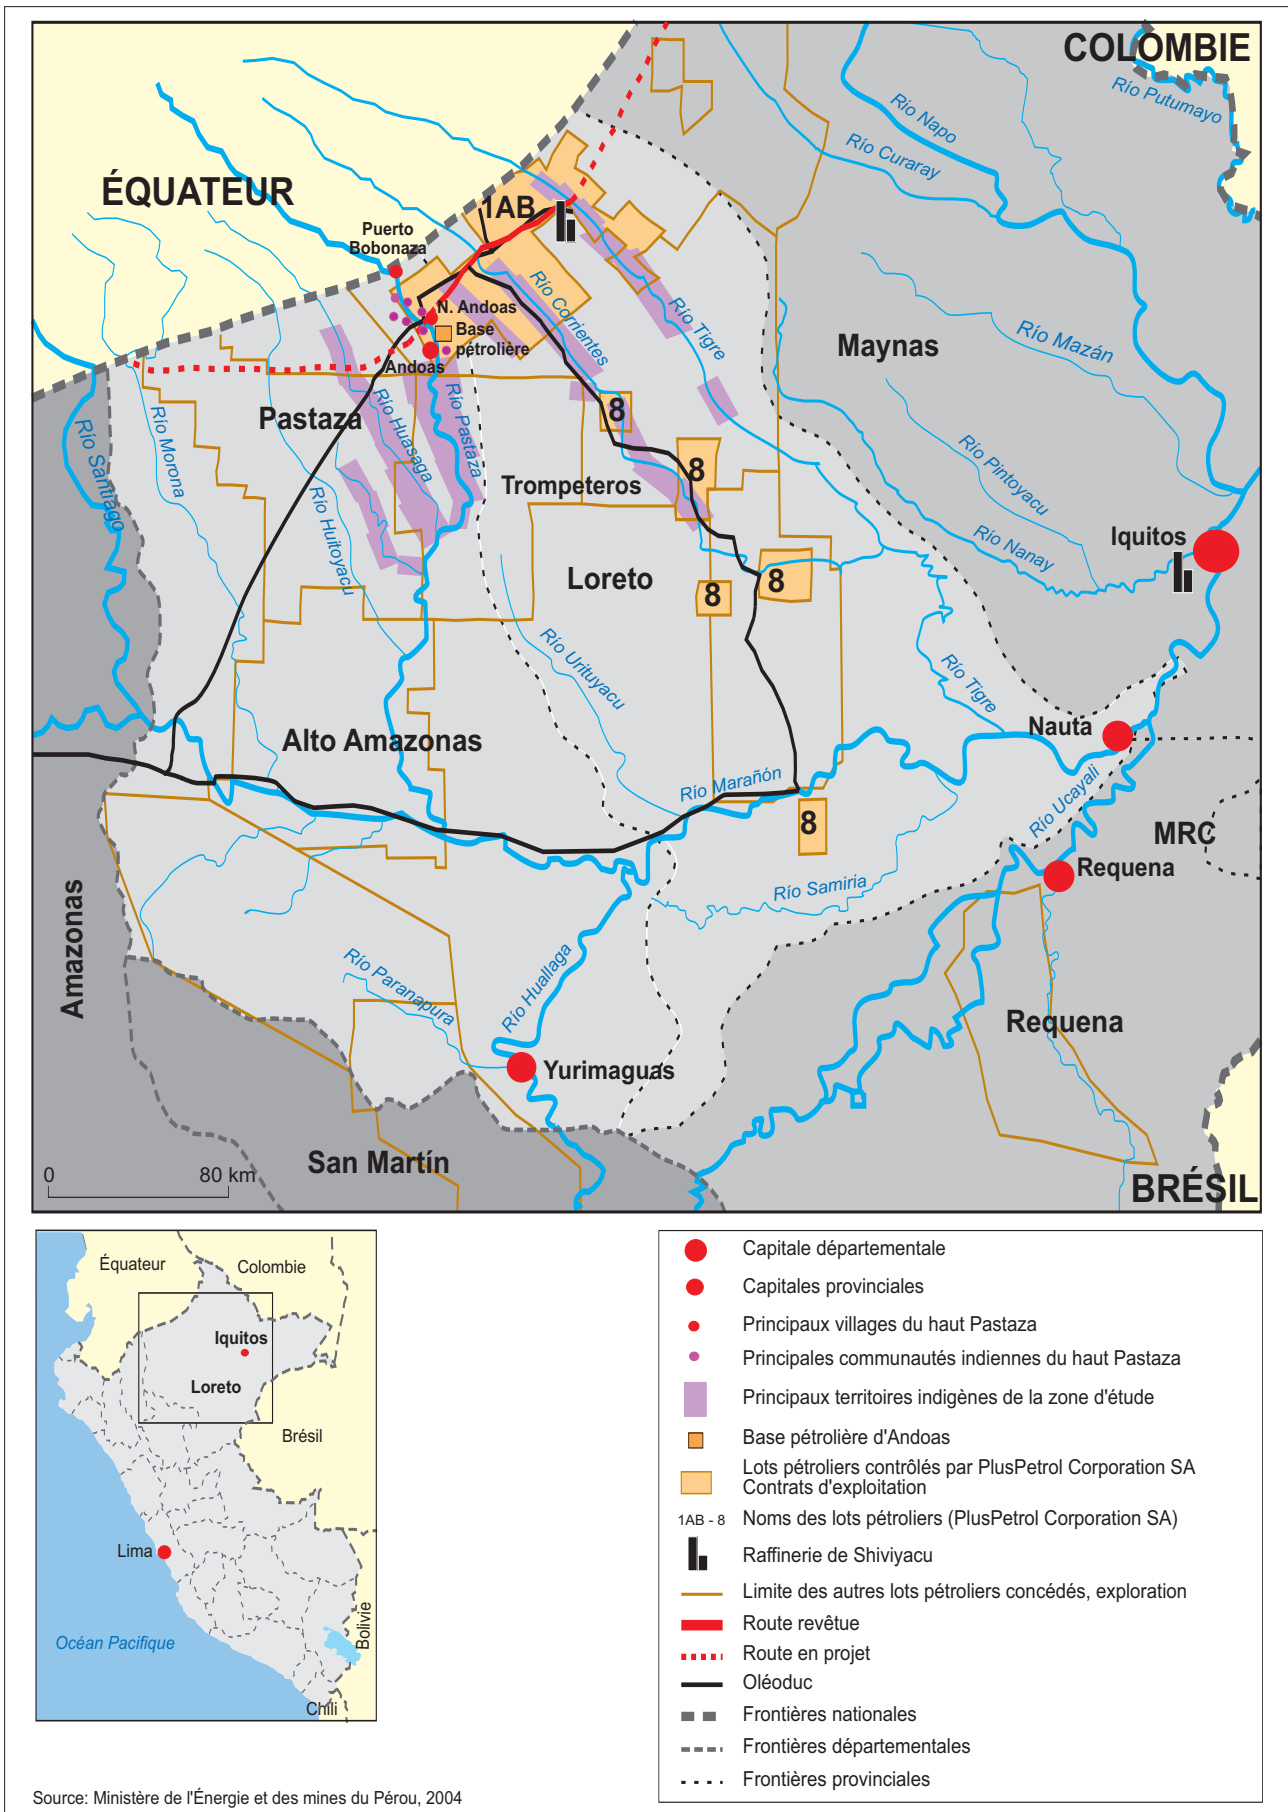 COLOMBIE
Río Putumayo
Río Napo
Río Curaray
ÉQUATEUR
1AB
Puerto
Bobonaza
N. Andoas
Base
pétrolière
Andoas
Río Corrientes
Río Tigre
Maynas
Río Mazán
Pastaza
Río Santiago
Río Morona
Río Huasaga
Río Pastaza
Río Huitoyacu
8
8
Trompeteros
Río Pintoyacu
Río Nanay
Iquitos
Loreto
8
8
Río Urituyacu
Río Tigre
Alto Amazonas
Nauta
Río Marañón
Río Ucayali
8
MRC
Requena
Río Samiria
Amazonas
Río Paranapura
Río Huallaga
Requena
Yurimaguas
San Martín
BRÉSIL
0 80 km
Équateur
Colombie
Iquitos
Loreto
Brésil
Lima
Océan Pacifique
Bolivie
Chili
Capitale départementale
Capitales provinciales
Principaux villages du haut Pastaza
Principales communautés indiennes du haut Pastaza
Principaux territoires indigènes de la zone d'étude
Base pétrolière d'Andoas
Lots pétroliers contrôlés par PlusPetrol Corporation SA
Contrats d'exploitation
1AB - 8 Noms des lots pétroliers (PlusPetrol Corporation SA)
Raffinerie de Shiviyacu
Limite des autres lots pétroliers concédés, exploration
Route revêtue
Route en projet
Oléoduc
Frontières nationales
Frontières départementales
Frontières provinciales
Source: Ministère de l'Énergie et des mines du Pérou, 2004